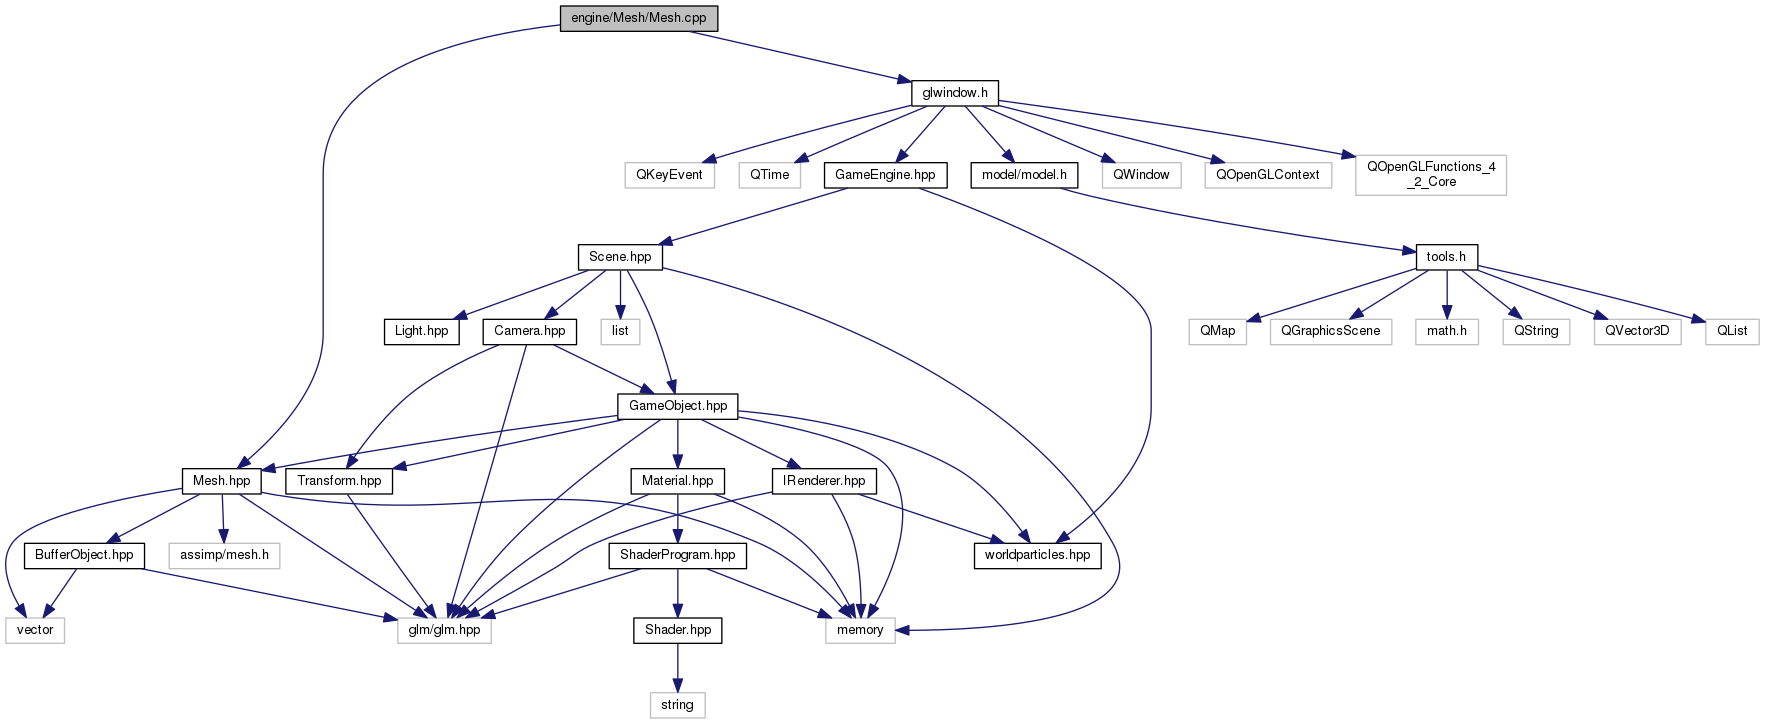 engine/Mesh/Mesh.cpp
glwindow.h
QKeyEvent
QTime
GameEngine.hpp
model/model.h
QWindow
QOpenGLContext
QOpenGLFunctions_4
_2_Core
Scene.hpp
tools.h
Light.hpp
Camera.hpp
list
QMap
QGraphicsScene
math.h
QString
QVector3D
QList
GameObject.hpp
Mesh.hpp
Transform.hpp
Material.hpp
IRenderer.hpp
BufferObject.hpp
assimp/mesh.h
ShaderProgram.hpp
worldparticles.hpp
vector
glm/glm.hpp
Shader.hpp
memory
string